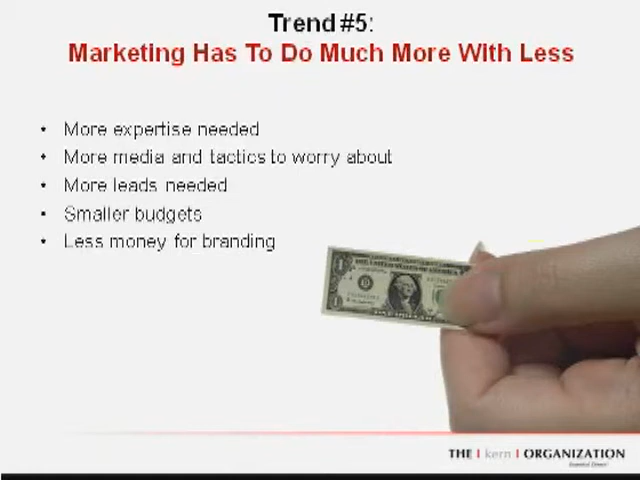 Trend #5:
Marketing Has To Do Much More With Less
• More expertise needed
• More media and tactics to worry about
• More leads needed
• Smaller budgets
• Less money for branding
THE | kern | ORGANIZATION